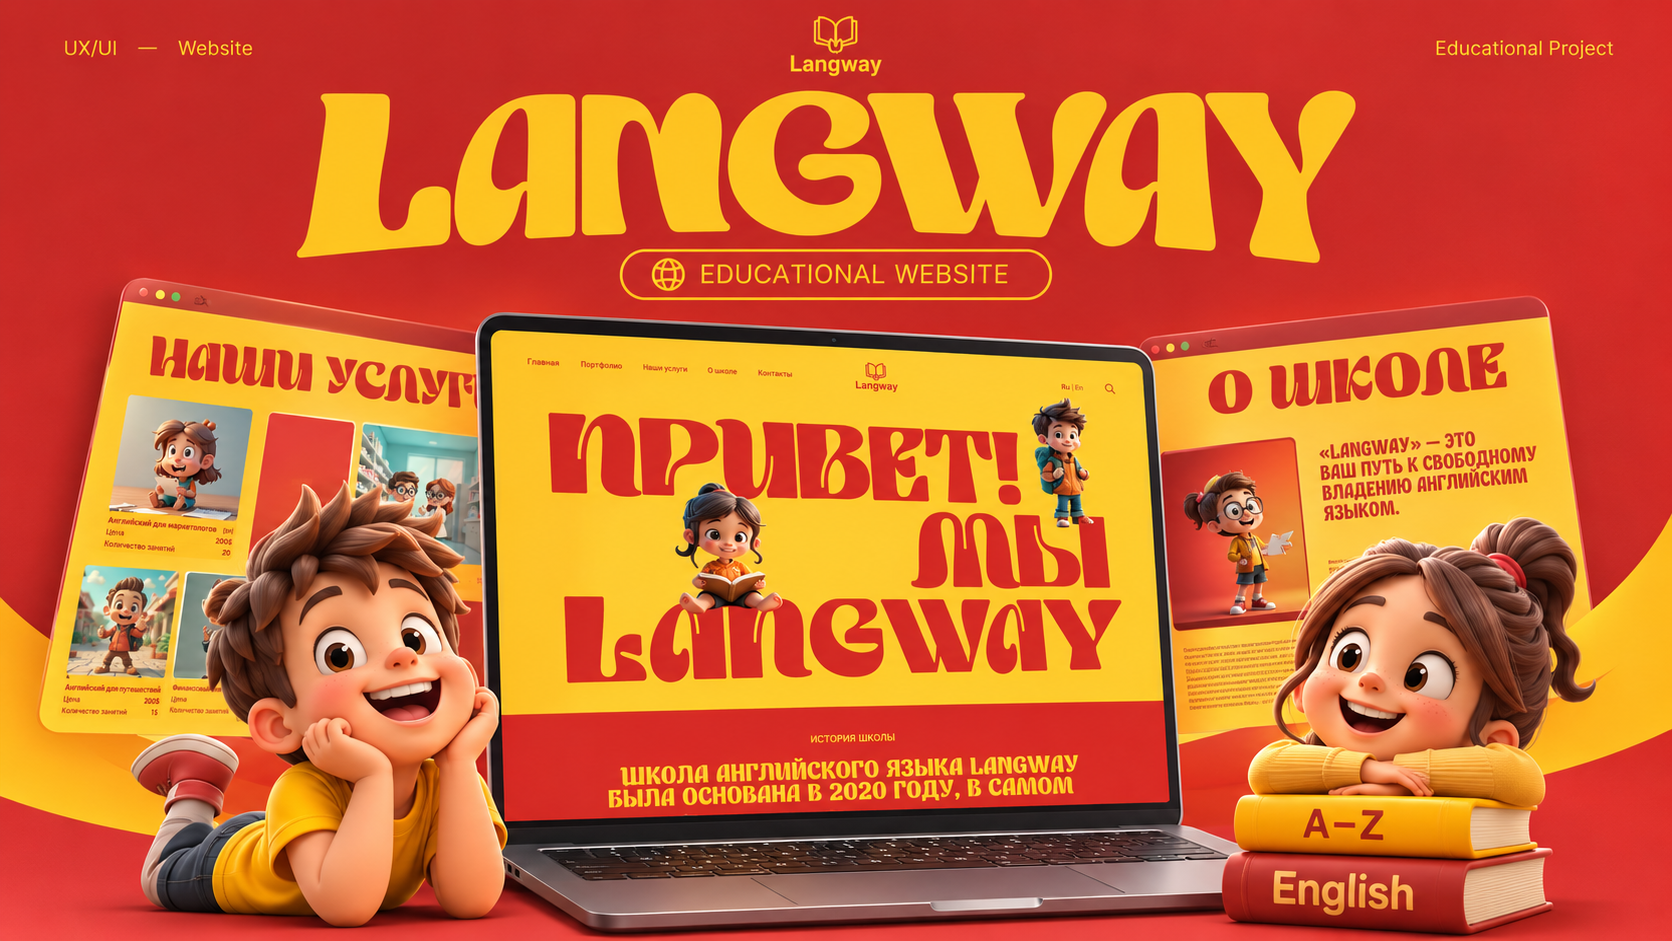 UX/UI — Website
Langway
Educational Project
LANGWAY
EDUCATIONAL WEBSITE
НАШИ УСЛУГ
Английский для маркетологов
Цена 200$
Количество занятий 20
Английский для путешествий
Цена 200$
Количество занятий 15
Цена
Количество занятий
Главная Портфолио Наши услуги О школе Контакты
Langway
Ru | En
ПРИВЕТ!
МЫ
LANGWAY
ИСТОРИЯ ШКОЛЫ
ШКОЛА АНГЛИЙСКОГО ЯЗЫКА LANGWAY
БЫЛА ОСНОВАНА В 2020 ГОДУ, В САМОМ
О ШКОЛЕ
«LANGWAY» — ЭТО
ВАШ ПУТЬ К СВОБОДНОМУ
ВЛАДЕНИЮ АНГЛИЙСКИМ
ЯЗЫКОМ.
A–Z
English